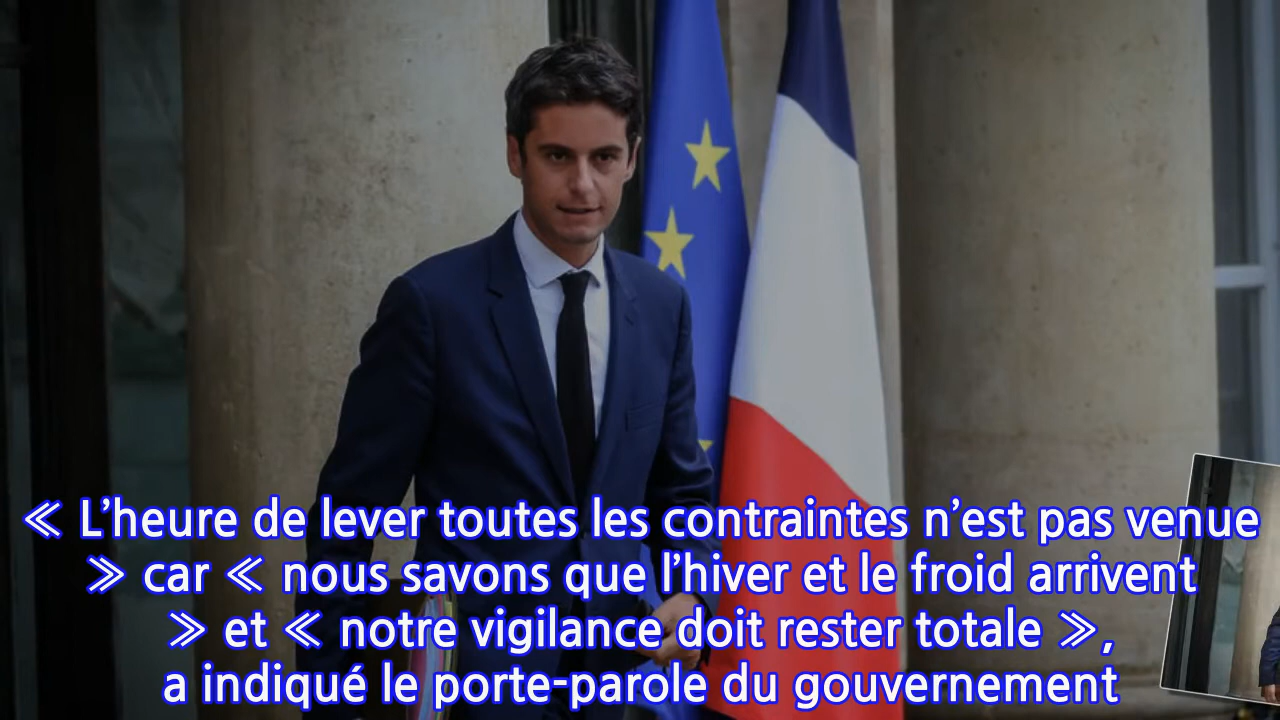 ≪ L’heure de lever toutes les contraintes n’est pas venue
≫ car ≪ nous savons que l’hiver et le froid arrivent
≫ et ≪ notre vigilance doit rester totale ≫,
a indiqué le porte-parole du gouvernement